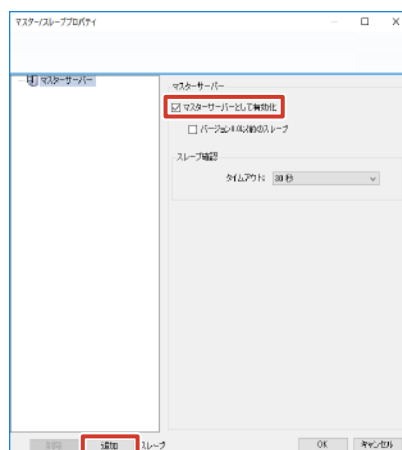 マスター/スレーブプロパティ
マスターサーバー
マスターサーバー
マスターサーバーとして有効化
バージョン4.0以前のスレーブ
スレーブ確認
タイムアウト: 30 秒
削除
追加
スレーブ
OK
キャンセル